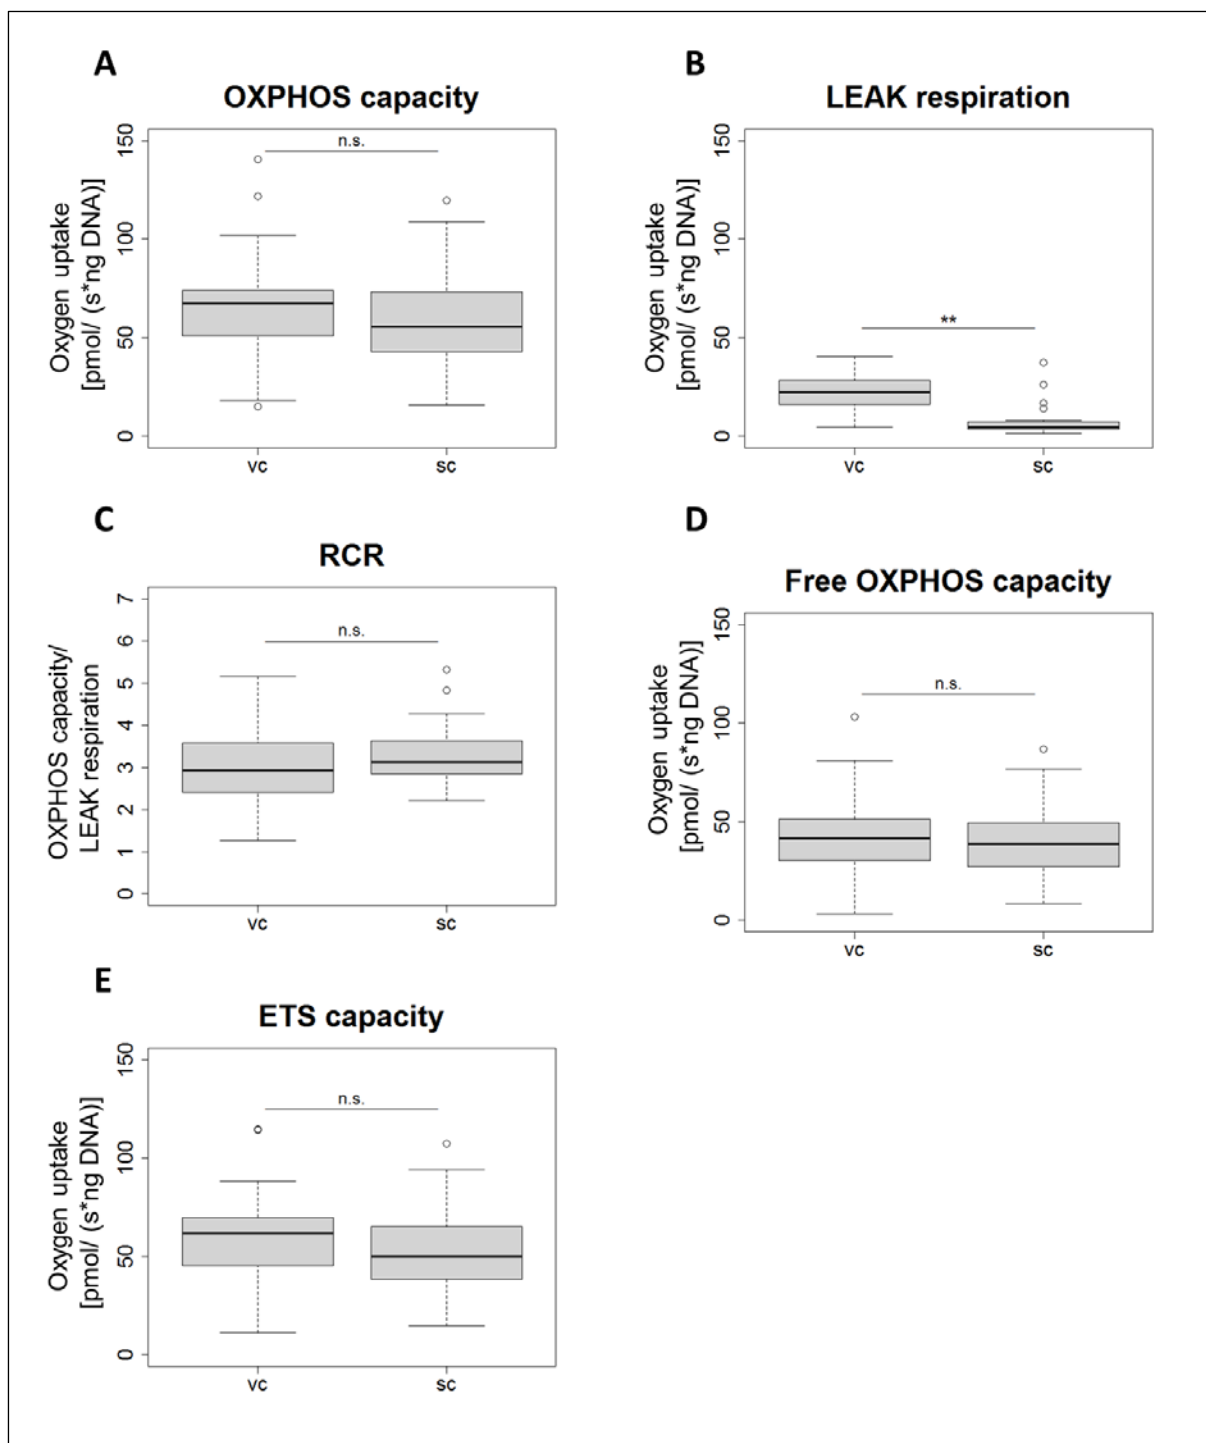 A
OXPHOS capacity
Oxygen uptake
[pmol/ (s*ng DNA)]
150
100
50
0
n.s.
vc
sc
B
LEAK respiration
Oxygen uptake
[pmol/ (s*ng DNA)]
150
100
50
0
**
vc
sc
C
RCR
OXPHOS capacity/
LEAK respiration
7
6
5
4
3
2
1
0
n.s.
vc
sc
D
Free OXPHOS capacity
Oxygen uptake
[pmol/ (s*ng DNA)]
150
100
50
0
n.s.
vc
sc
E
ETS capacity
Oxygen uptake
[pmol/ (s*ng DNA)]
150
100
50
0
n.s.
vc
sc